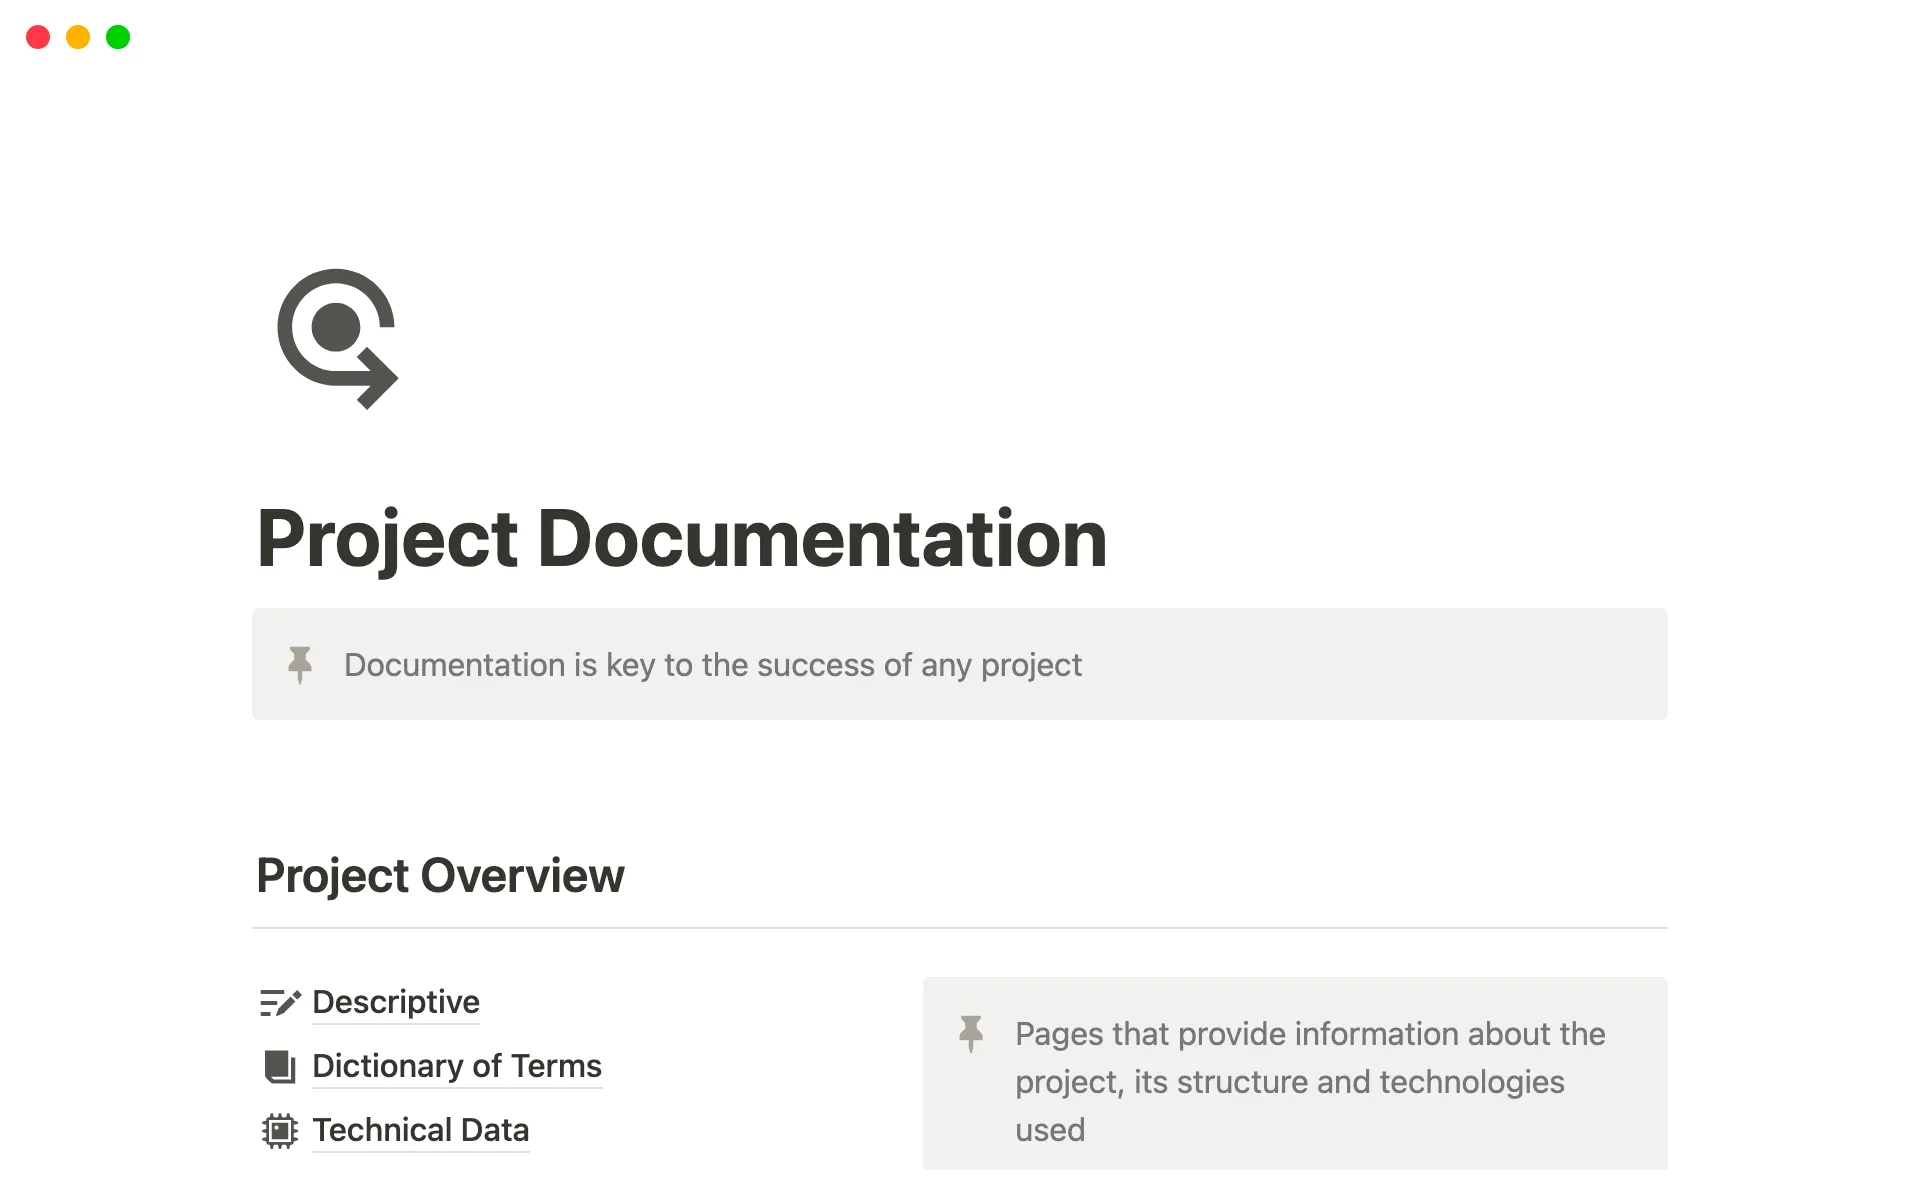 Project Documentation
Documentation is key to the success of any project
Project Overview
Descriptive
Dictionary of Terms
Technical Data
Pages that provide information about the
project, its structure and technologies
used